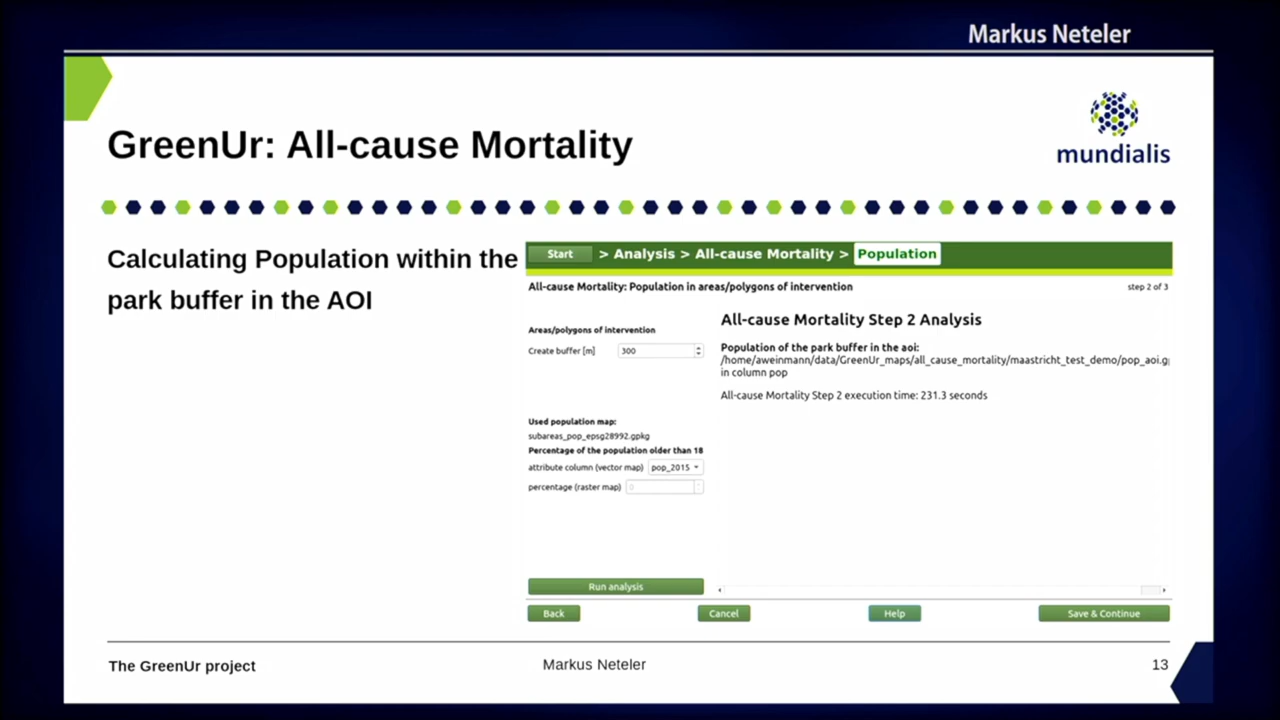 Markus Neteler
GreenUr: All-cause Mortality
mundialis
Calculating Population within the
park buffer in the AOI
Start > Analysis > All-cause Mortality > Population
All-cause Mortality: Population in areas/polygons of intervention
step 2 of 3
All-cause Mortality Step 2 Analysis
Areas/polygons of intervention
Create buffer [m] 300
Population of the park buffer in the aoi:
/home/aweinmann/data/GreenUr_maps/all_cause_mortality/maastricht_test_demo/pop_aoi.g
in column pop
All-cause Mortality Step 2 execution time: 231.3 seconds
Used population map:
subareas_pop_epsg28992.gpkg
Percentage of the population older than 18
attribute column (vector map) pop_2015
percentage (raster map) 0
Run analysis
Back Cancel Help Save & Continue
The GreenUr project Markus Neteler 13